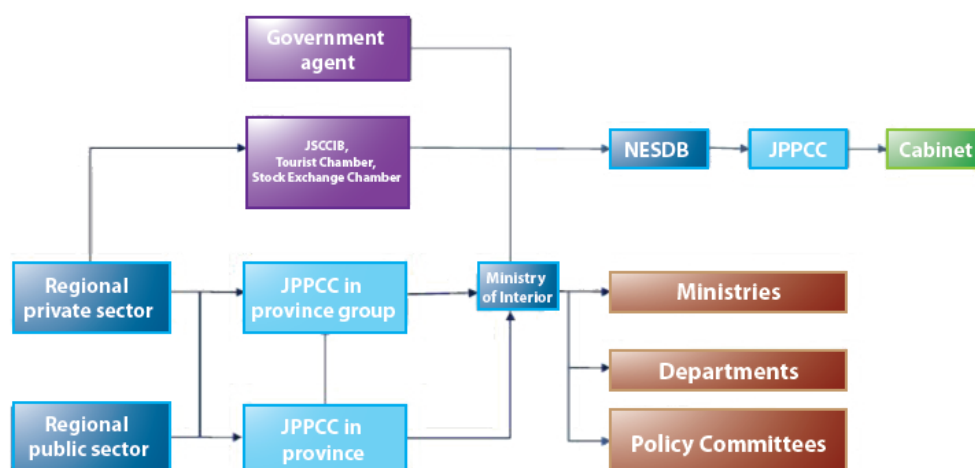 Government
agent
JSCCIB,
Tourist Chamber,
Stock Exchange Chamber
NESDB
JPPCC
Cabinet
Regional
private sector
JPPCC in
province group
Ministry
of Interior
Ministries
Departments
Regional
public sector
JPPCC in
province
Policy Committees